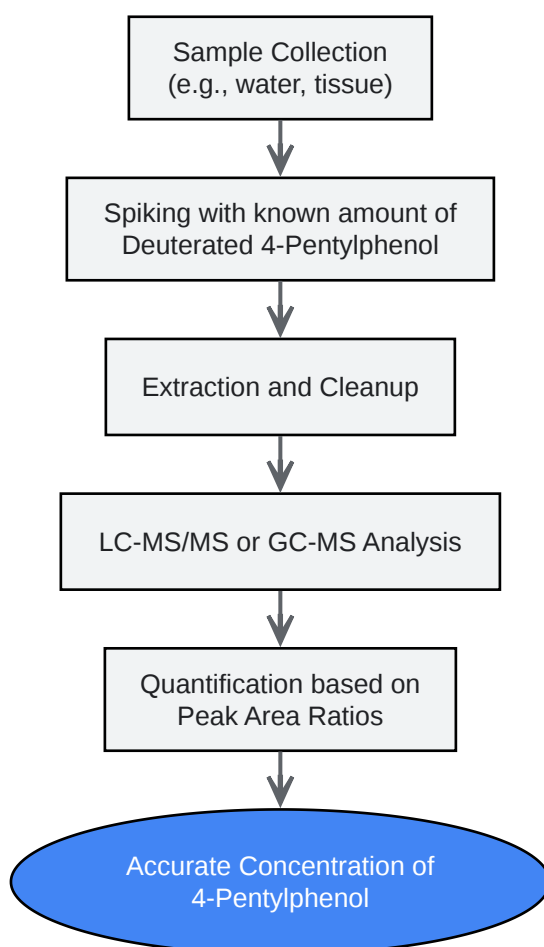 Sample Collection
(e.g., water, tissue)
Spiking with known amount of
Deuterated 4-Pentylphenol
Extraction and Cleanup
LC-MS/MS or GC-MS Analysis
Quantification based on
Peak Area Ratios
Accurate Concentration of
4-Pentylphenol